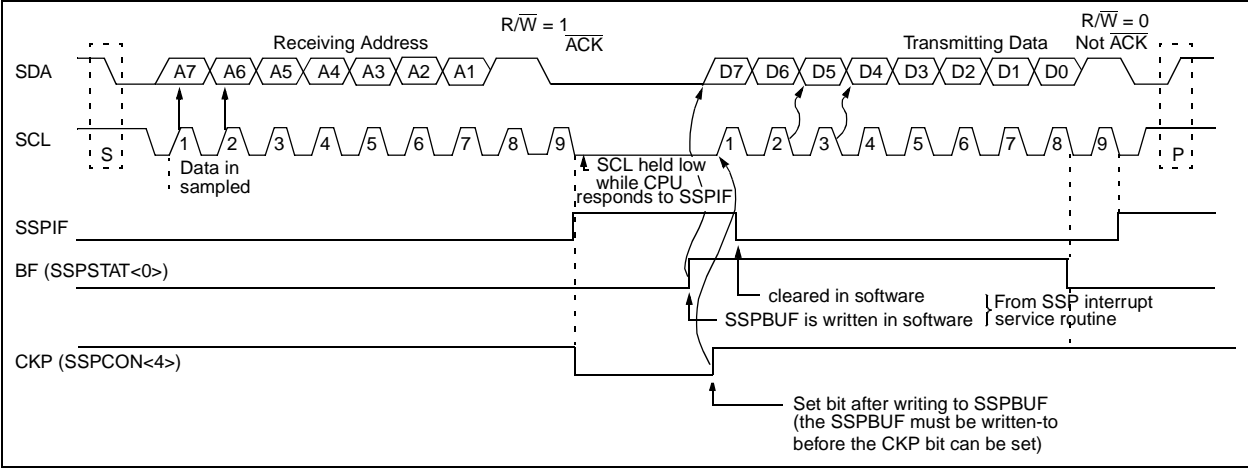 R/W = 1
R/W = 0
Receiving Address
ACK
Transmitting Data
Not ACK
SDA
A7 A6 A5 A4 A3 A2 A1
D7 D6 D5 D4 D3 D2 D1 D0
SCL
S
1 2 3 4 5 6 7 8 9
1 2 3 4 5 6 7 8 9
P
Data in
sampled
SCL held low
while CPU
responds to SSPIF
SSPIF
BF (SSPSTAT<0>)
cleared in software
SSPBUF is written in software
From SSP interrupt
service routine
CKP (SSPCON<4>)
Set bit after writing to SSPBUF
(the SSPBUF must be written-to
before the CKP bit can be set)